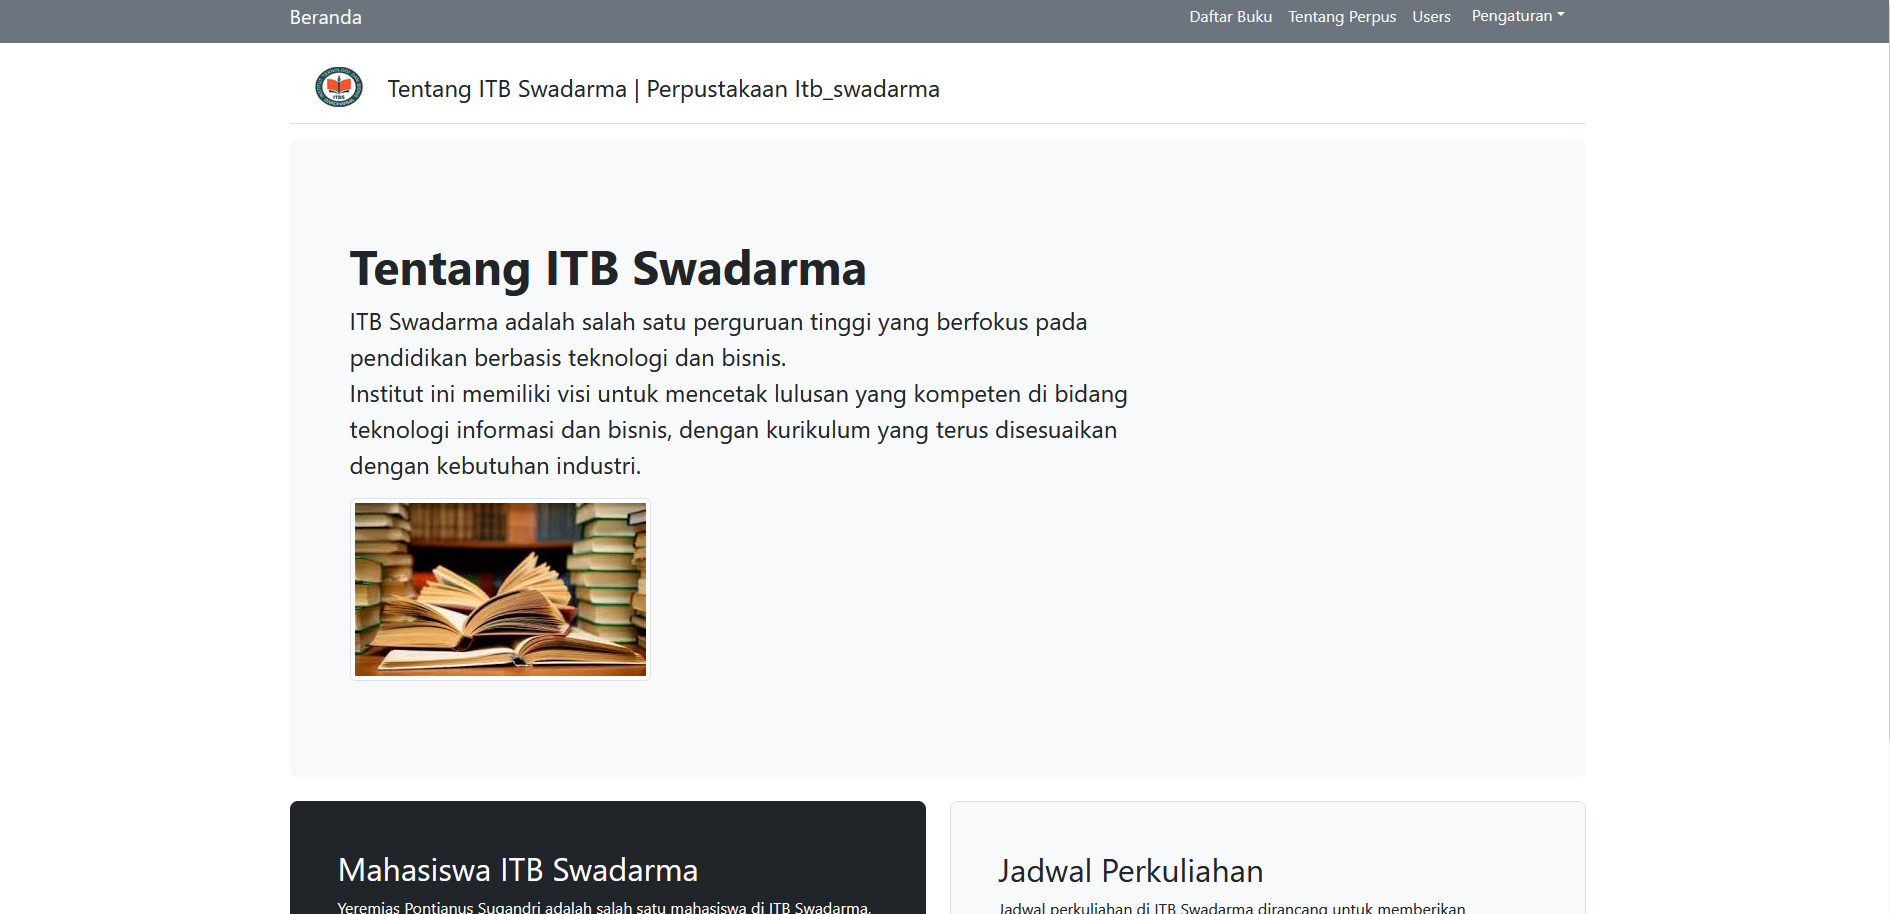 Beranda
Daftar Buku
Tentang Perpus
Users
Pengaturan
Tentang ITB Swadarma | Perpustakaan Itb_swadarma
Tentang ITB Swadarma
ITB Swadarma adalah salah satu perguruan tinggi yang berfokus pada
pendidikan berbasis teknologi dan bisnis.
Institut ini memiliki visi untuk mencetak lulusan yang kompeten di bidang
teknologi informasi dan bisnis, dengan kurikulum yang terus disesuaikan
dengan kebutuhan industri.
Mahasiswa ITB Swadarma
Yeremias Pontianus Sugandri adalah salah satu mahasiswa di ITB Swadarma,
Jadwal Perkuliahan
Jadwal perkuliahan di ITB Swadarma dirancang untuk memberikan